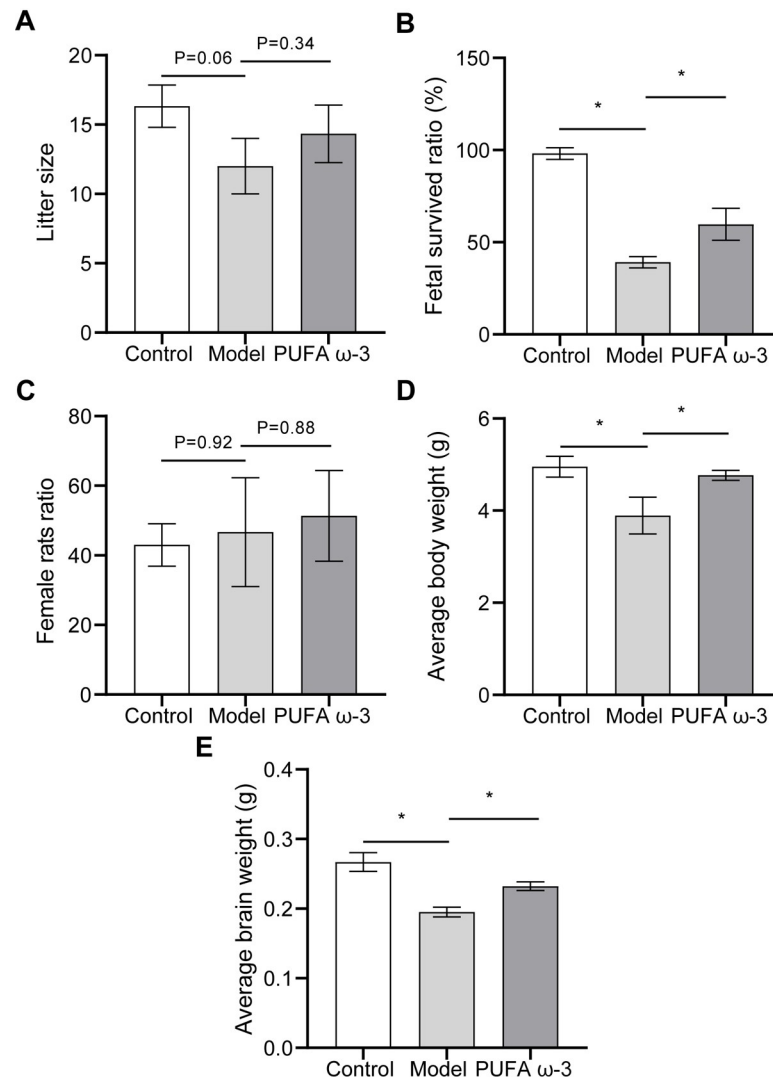 A
P=0.06
P=0.34
20
15
10
5
0
Litter size
Control Model PUFA ω-3
B
*
*
150
100
50
0
Fetal survived ratio (%)
Control Model PUFA ω-3
C
P=0.92
P=0.88
80
60
40
20
0
Female rats ratio
Control Model PUFA ω-3
D
*
*
6
4
2
0
Average body weight (g)
Control Model PUFA ω-3
E
*
*
0.4
0.3
0.2
0.1
0.0
Average brain weight (g)
Control Model PUFA ω-3